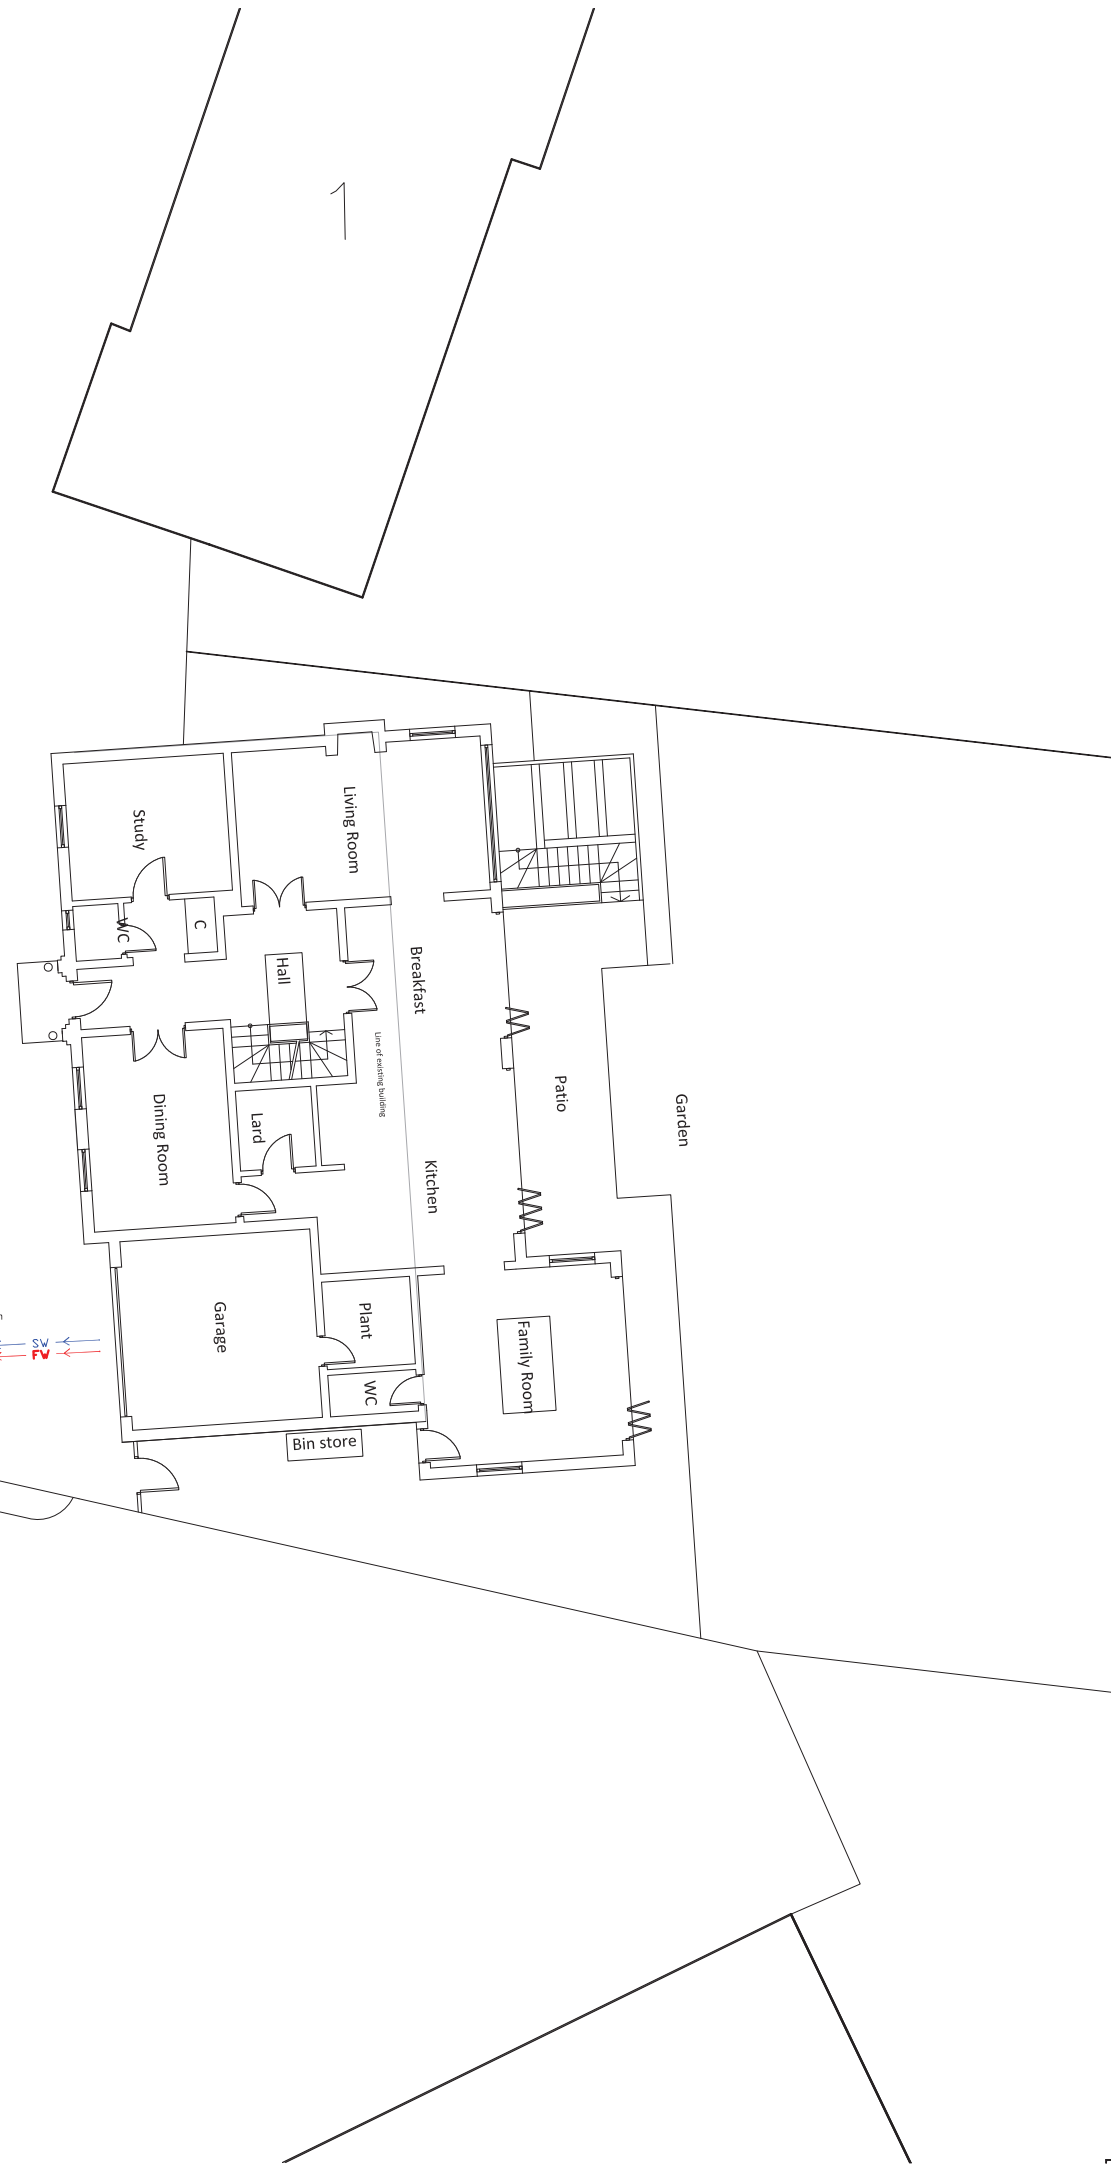 1
Study
Living Room
WC
C
Hall
Breakfast
Line of existing building
Patio
Garden
Dining Room
Lard
Kitchen
Garage
Plant
Family Room
WC
SW
FW
Bin store